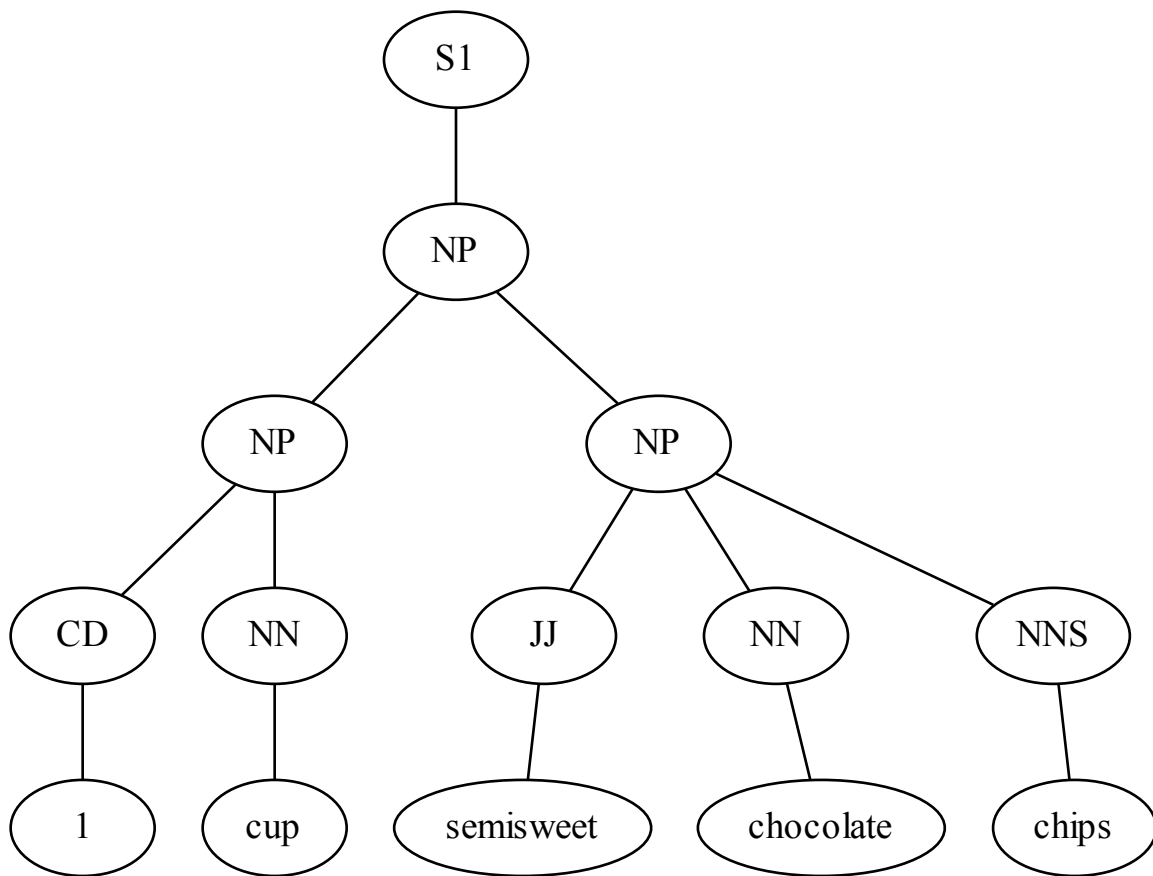 S1
NP
NP NP
CD NN JJ NN NNS
1 cup semisweet chocolate chips